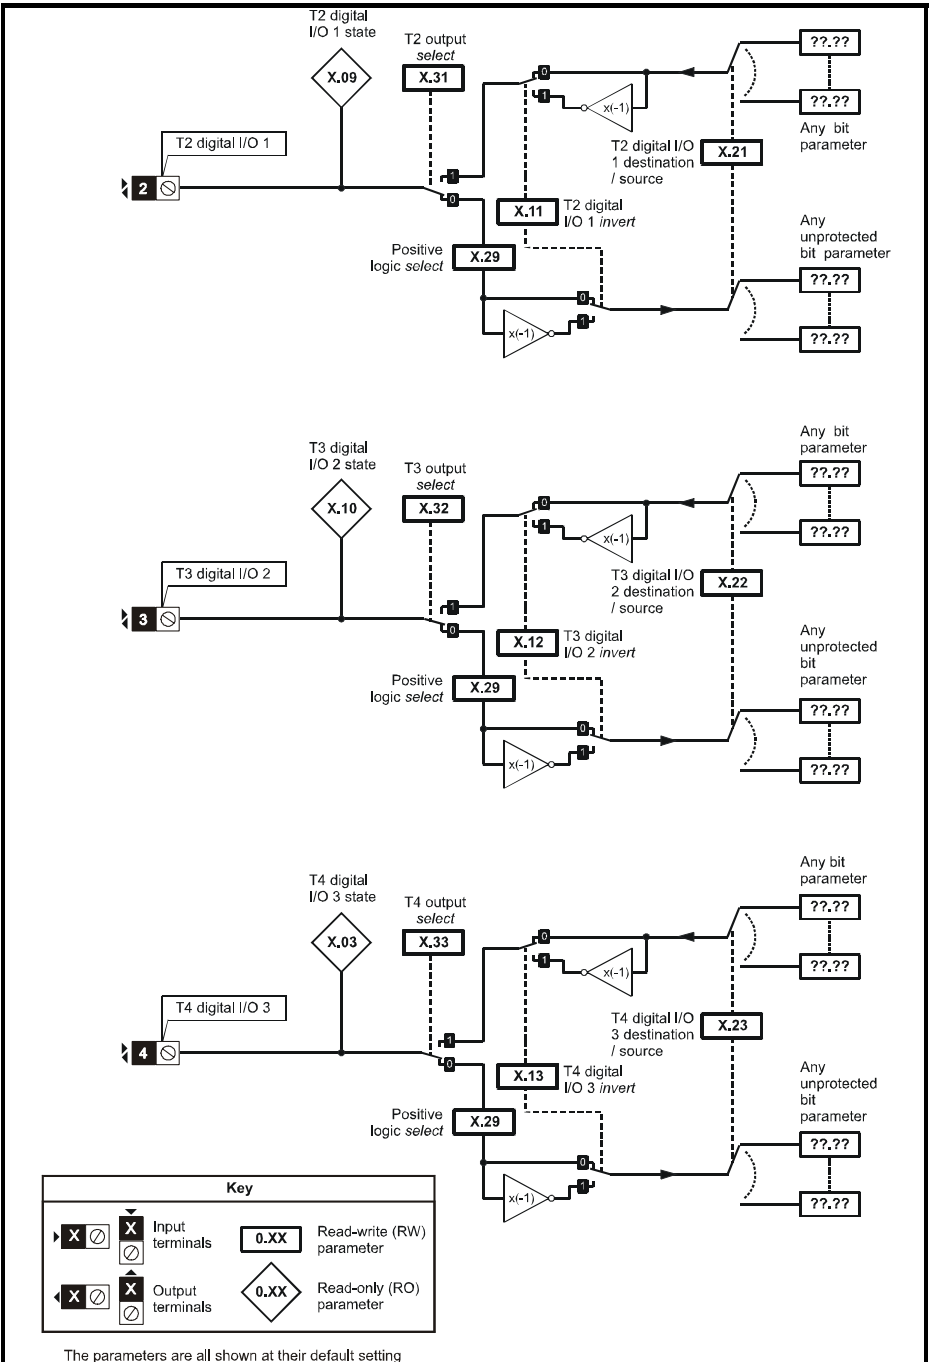 T2 digital
I/O 1 state
X.09
T2 output
select
X.31
0
1
x(-1)
??.??
??.??
Any bit
parameter
T2 digital I/O 1
2
1
0
T2 digital I/O
1 destination
/ source
X.21
X.11
T2 digital
I/O 1 invert
Positive
logic select
X.29
0
1
x(-1)
Any
unprotected
bit parameter
??.??
??.??
T3 digital
I/O 2 state
X.10
T3 output
select
X.32
0
1
x(-1)
Any bit
parameter
??.??
??.??
T3 digital I/O 2
3
1
0
T3 digital I/O
2 destination
/ source
X.22
X.12
T3 digital
I/O 2 invert
Positive
logic select
X.29
0
1
x(-1)
Any
unprotected
bit
parameter
??.??
??.??
T4 digital
I/O 3 state
X.03
T4 output
select
X.33
0
1
x(-1)
Any bit
parameter
??.??
??.??
T4 digital I/O 3
4
1
0
T4 digital I/O
3 destination
/ source
X.23
X.13
T4 digital
I/O 3 invert
Positive
logic select
X.29
0
1
x(-1)
Any
unprotected
bit
parameter
??.??
??.??
Key
X
X
Input
terminals
0.XX
Read-write (RW)
parameter
X
X
Output
terminals
0.XX
Read-only (RO)
parameter
The parameters are all shown at their default setting